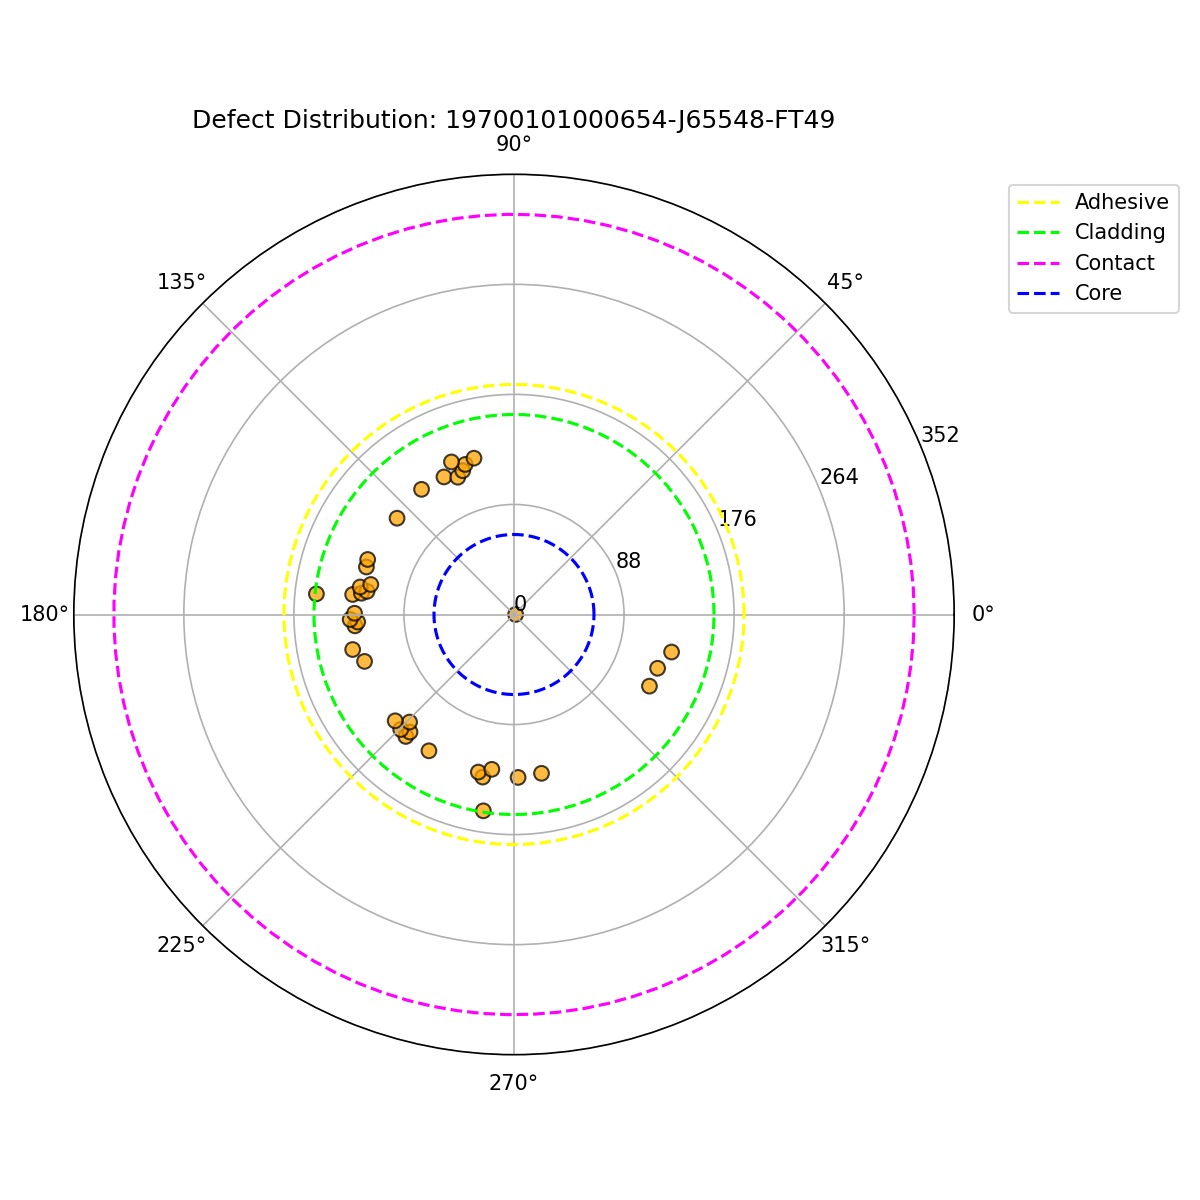 Defect Distribution: 19700101000654-J65548-FT49
90°
135°
45°
180°
0°
225°
315°
270°
0
88
176
264
352
Adhesive
Cladding
Contact
Core